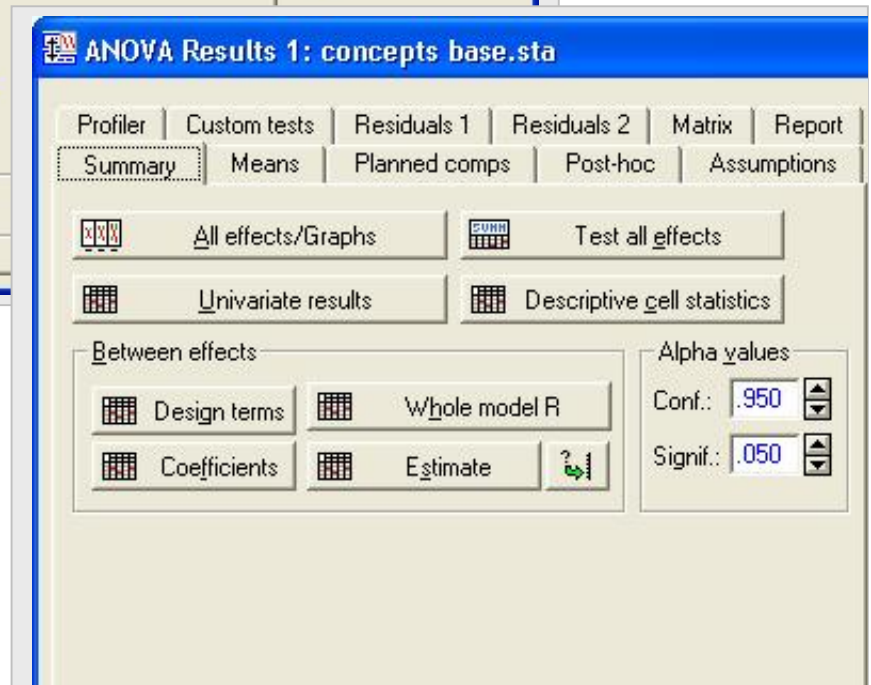 ANOVA Results 1: concepts base.sta
Profiler Custom tests Residuals 1 Residuals 2 Matrix Report
Summary Means Planned comps Post-hoc Assumptions
All effects/Graphs SUMM Test all effects
Univariate results Descriptive cell statistics
Between effects Alpha values
Design terms Whole model R Conf.: .950
Coefficients Estimate ? Signif.: .050